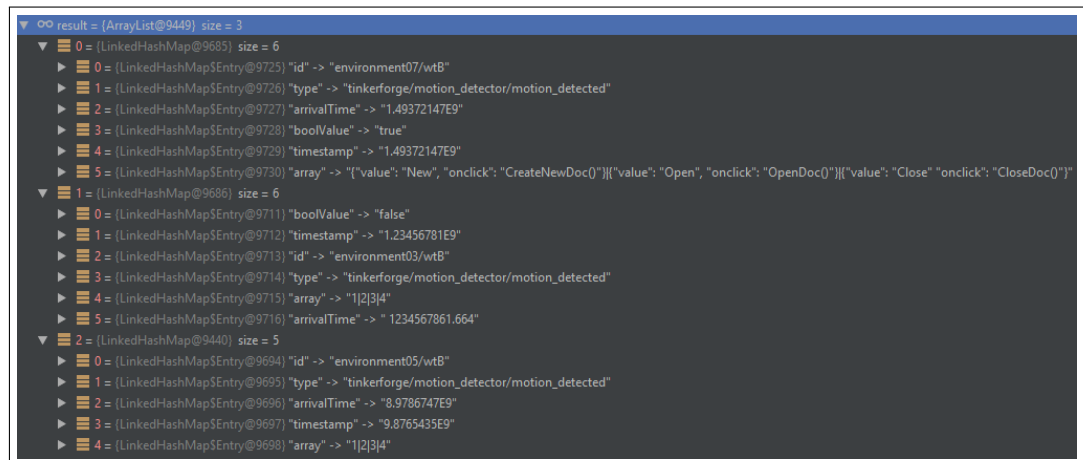 result = {ArrayList@9449} size = 3
0 = {LinkedHashMap@9685} size = 6
0 = {LinkedHashMap$Entry@9725} "id" -> "environment07/wtB"
1 = {LinkedHashMap$Entry@9726} "type" -> "tinkerforge/motion_detector/motion_detected"
2 = {LinkedHashMap$Entry@9727} "arrivalTime" -> "1.49372147E9"
3 = {LinkedHashMap$Entry@9728} "boolValue" -> "true"
4 = {LinkedHashMap$Entry@9729} "timestamp" -> "1.49372147E9"
5 = {LinkedHashMap$Entry@9730} "array" -> "{"value": "New", "onclick": "CreateNewDoc()"}|{"value": "Open", "onclick": "OpenDoc()"}|{"value": "Close" "onclick": "CloseDoc()"}"
1 = {LinkedHashMap@9686} size = 6
0 = {LinkedHashMap$Entry@9711} "boolValue" -> "false"
1 = {LinkedHashMap$Entry@9712} "timestamp" -> "1.23456781E9"
2 = {LinkedHashMap$Entry@9713} "id" -> "environment03/wtB"
3 = {LinkedHashMap$Entry@9714} "type" -> "tinkerforge/motion_detector/motion_detected"
4 = {LinkedHashMap$Entry@9715} "array" -> "1|2|3|4"
5 = {LinkedHashMap$Entry@9716} "arrivalTime" -> " 1234567861.664"
2 = {LinkedHashMap@9440} size = 5
0 = {LinkedHashMap$Entry@9694} "id" -> "environment05/wtB"
1 = {LinkedHashMap$Entry@9695} "type" -> "tinkerforge/motion_detector/motion_detected"
2 = {LinkedHashMap$Entry@9696} "arrivalTime" -> "8.9786747E9"
3 = {LinkedHashMap$Entry@9697} "timestamp" -> "9.8765435E9"
4 = {LinkedHashMap$Entry@9698} "array" -> "1|2|3|4"